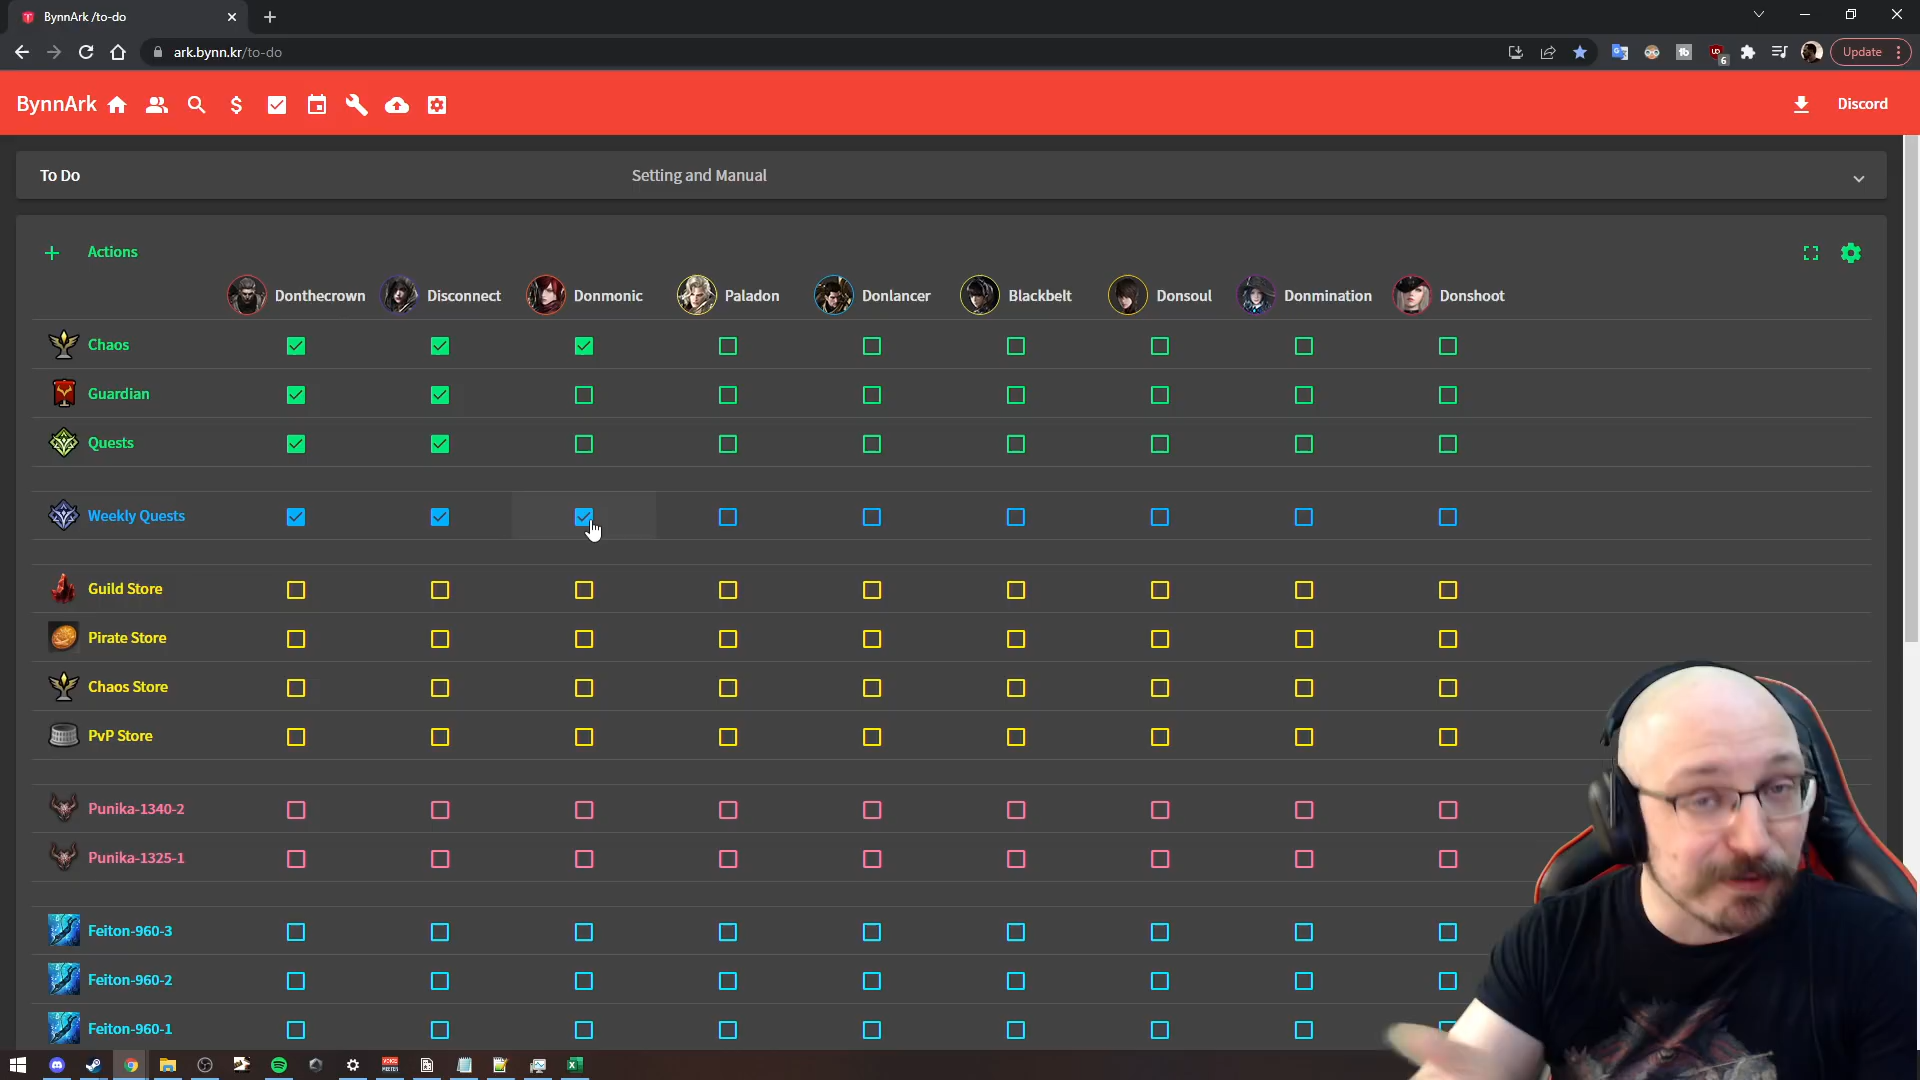 BynnArk /to-do
ark.bynn.kr/to-do
6
Update
BynnArk
Discord
To Do
Setting and Manual
Actions
Donthecrown
Disconnect
Donmonic
Paladon
Donlancer
Blackbelt
Donsoul
Donmination
Donshoot
Chaos
Guardian
Quests
Weekly Quests
Guild Store
Pirate Store
Chaos Store
PvP Store
Punika-1340-2
Punika-1325-1
Feiton-960-3
Feiton-960-2
Feiton-960-1